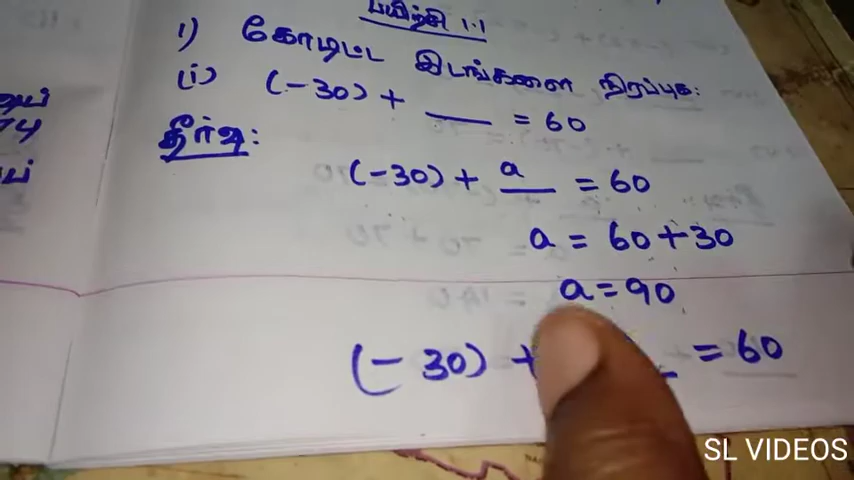 பயிற்சி 1.1
1) கோடிட்ட இடங்களை நிரப்புக:
(ii) (-30) + ___ = 60
தீர்வு:
(-30) + a = 60
a = 60 + 30
a = 90
(-30) + = 60
SL VIDEOS